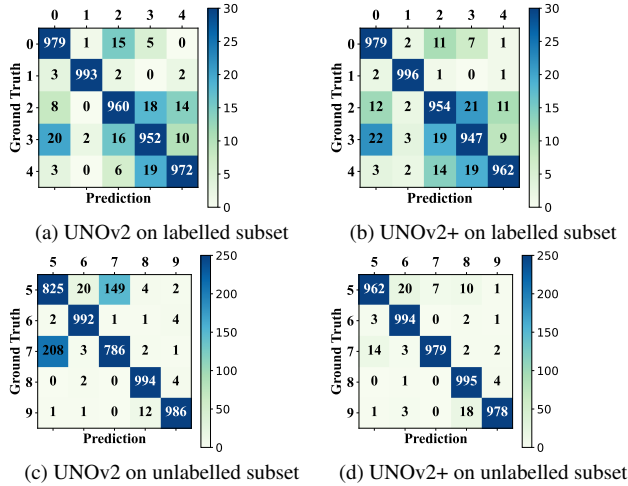 0 1 2 3 4
0 979 1 15 5 0
1 3 993 2 0 2
2 8 0 960 18 14
3 20 2 16 952 10
4 3 0 6 19 972
Ground Truth
Prediction
30
25
20
15
10
5
0
(a) UNOv2 on labelled subset
0 1 2 3 4
0 979 2 11 7 1
1 2 996 1 0 1
2 12 2 954 21 11
3 22 3 19 947 9
4 3 2 14 19 962
Ground Truth
Prediction
30
25
20
15
10
5
0
(b) UNOv2+ on labelled subset
5 6 7 8 9
5 825 20 149 4 2
6 2 992 1 1 4
7 208 3 786 2 1
8 0 2 0 994 4
9 1 1 0 12 986
Ground Truth
Prediction
250
200
150
100
50
0
(c) UNOv2 on unlabelled subset
5 6 7 8 9
5 962 20 7 10 1
6 3 994 0 2 1
7 14 3 979 2 2
8 0 1 0 995 4
9 1 3 0 18 978
Ground Truth
Prediction
250
200
150
100
50
0
(d) UNOv2+ on unlabelled subset